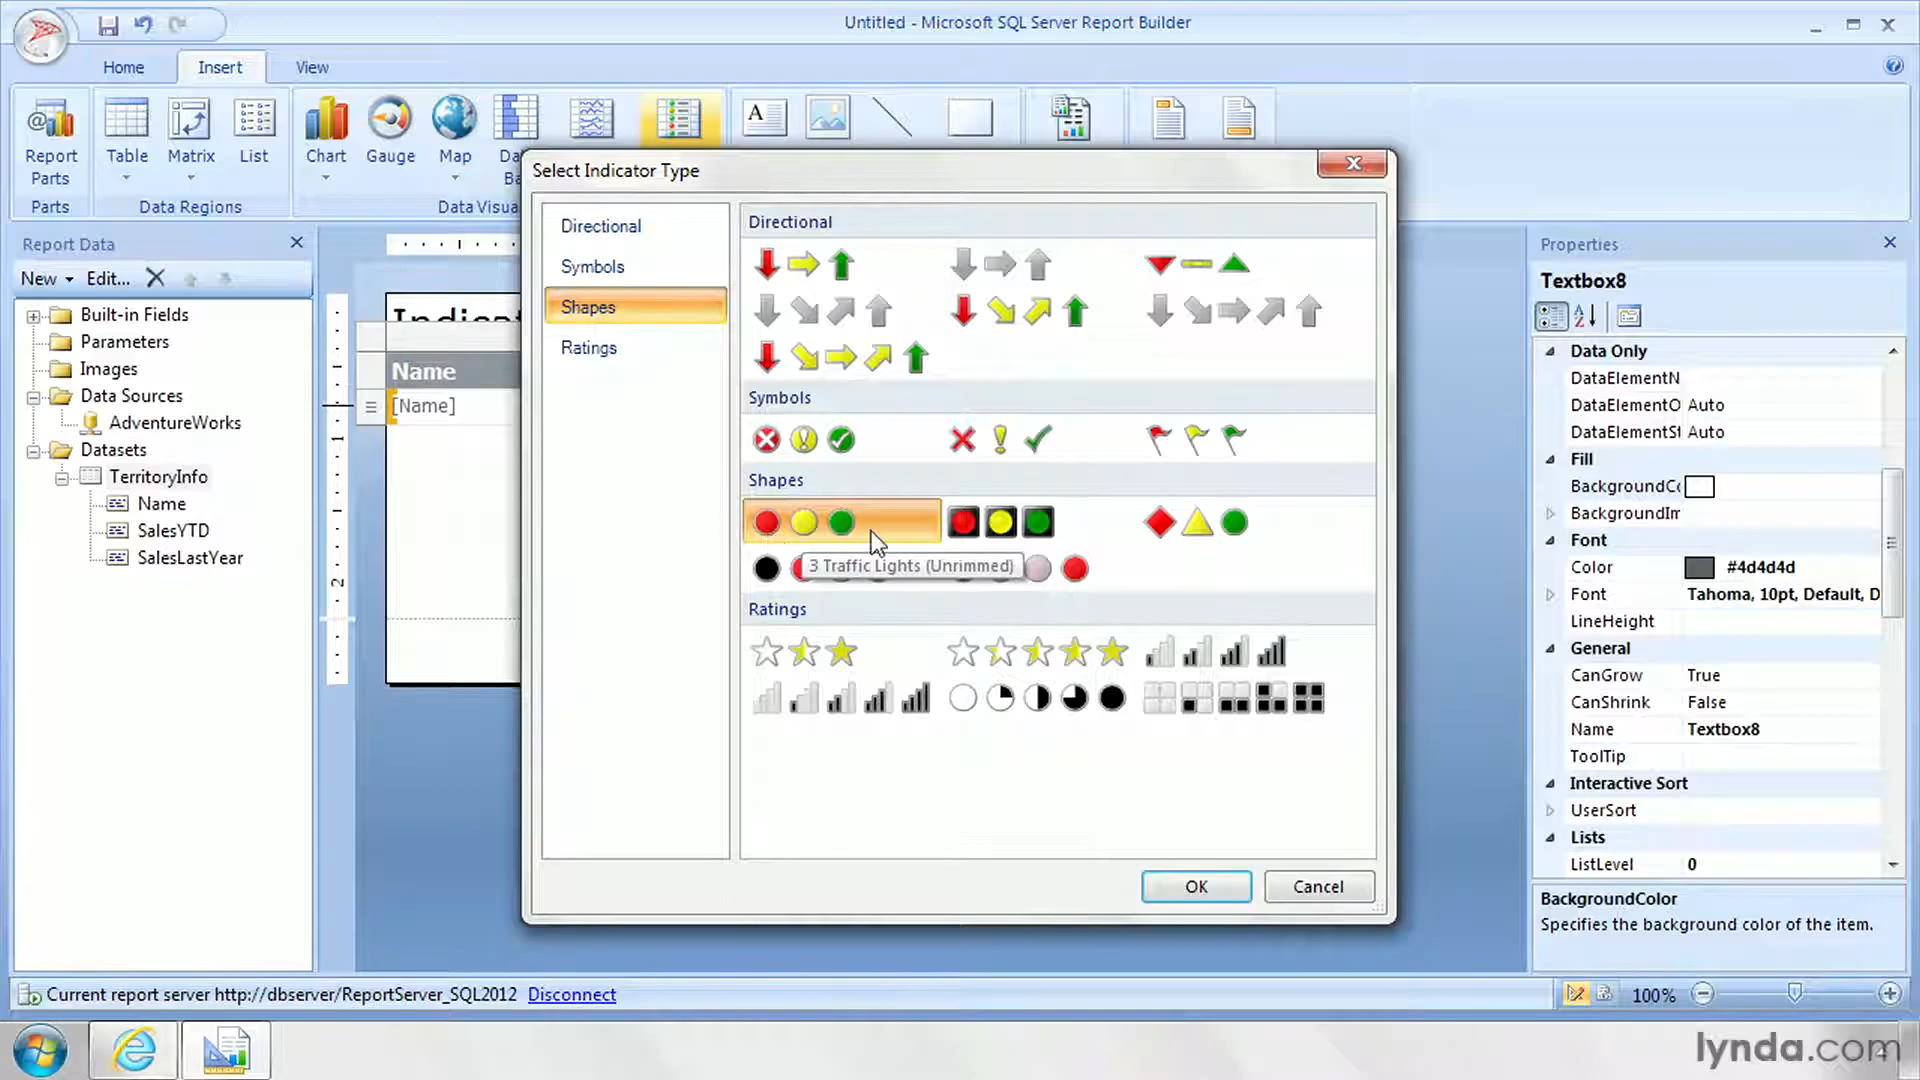 Untitled - Microsoft SQL Server Report Builder
Home Insert View
Report Parts
Table
Matrix
List
Chart
Gauge
Map
Parts
Data Regions
Report Data
New Edit...
Built-in Fields
Parameters
Images
Data Sources
AdventureWorks
Datasets
TerritoryInfo
Name
SalesYTD
SalesLastYear
Name
[Name]
1
2
Select Indicator Type
Directional
Symbols
Shapes
Ratings
Directional
Symbols
Shapes
3 Traffic Lights (Unrimmed)
Ratings
OK Cancel
Properties
Textbox8
Data Only
DataElementN
DataElementO Auto
DataElementSt Auto
Fill
BackgroundCo
BackgroundIm
Font
Color #4d4d4d
Font Tahoma, 10pt, Default, D
LineHeight
General
CanGrow True
CanShrink False
Name Textbox8
ToolTip
Interactive Sort
UserSort
Lists
ListLevel 0
BackgroundColor
Specifies the background color of the item.
Current report server http://dbserver/ReportServer_SQL2012 Disconnect
100%
lynda.com